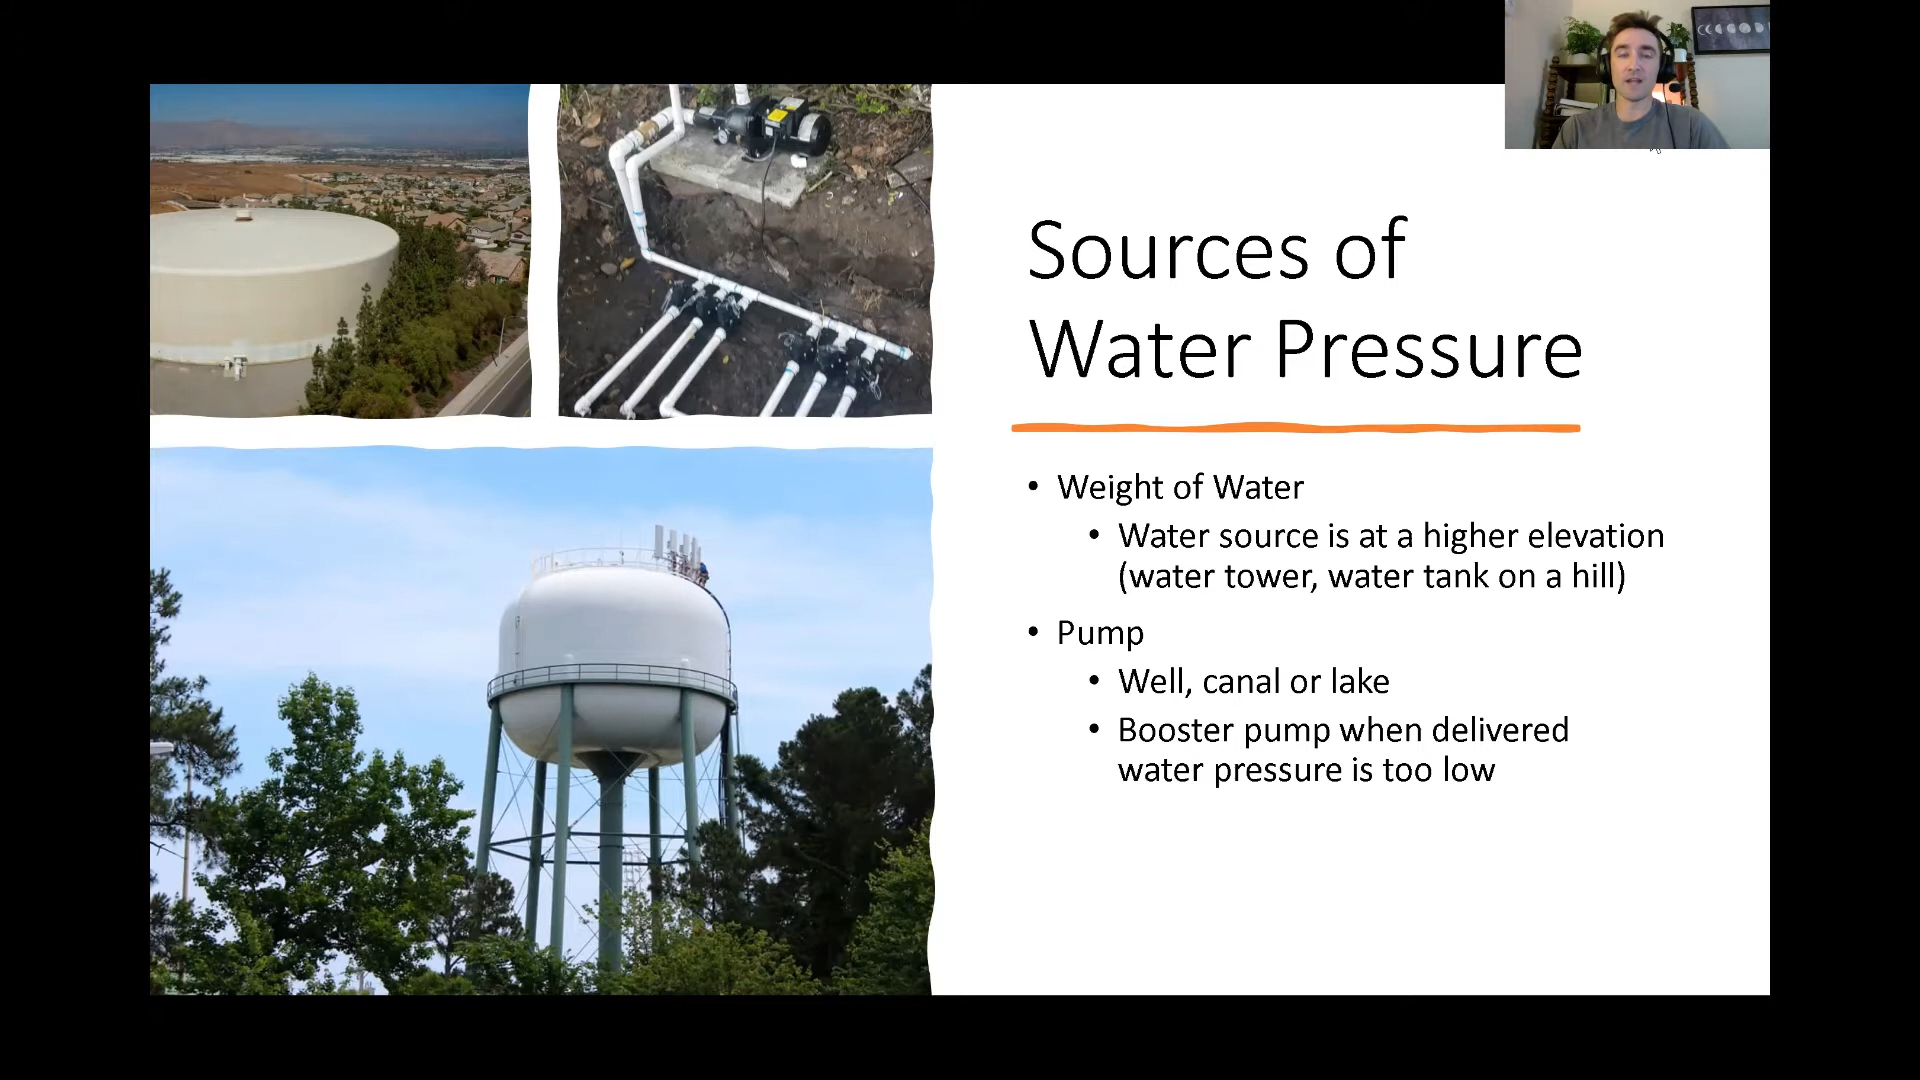 Sources of
Water Pressure
• Weight of Water
• Water source is at a higher elevation
(water tower, water tank on a hill)
• Pump
• Well, canal or lake
• Booster pump when delivered
water pressure is too low